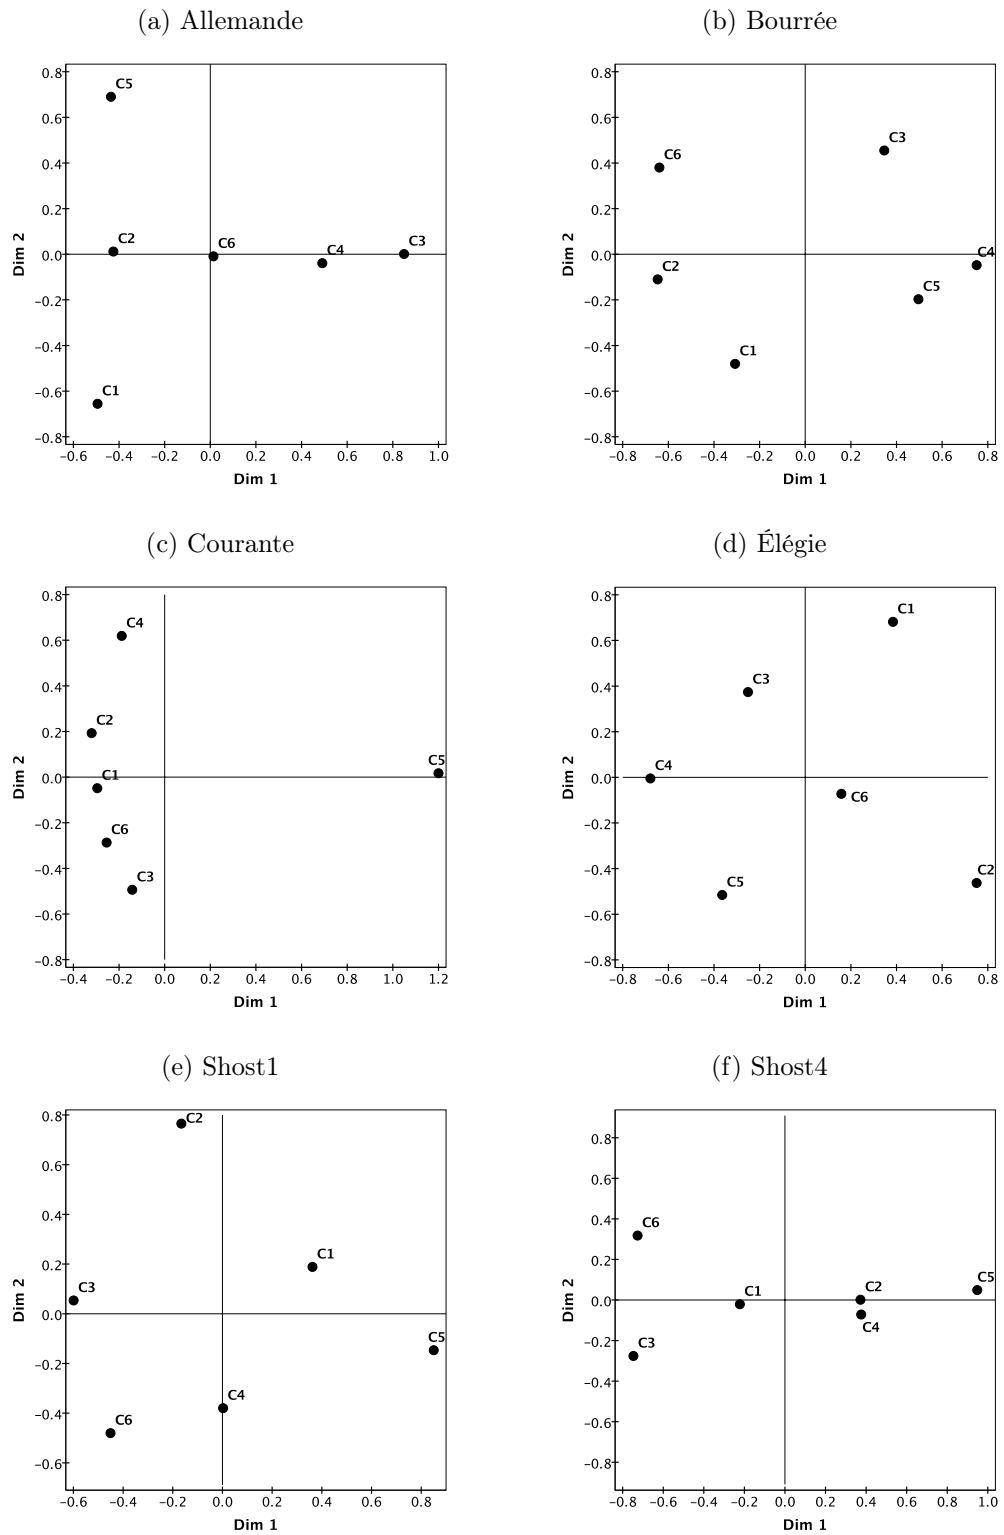 (a) Allemande
0.8
0.6
0.4
0.2
0.0
−0.2
−0.4
−0.6
−0.8
Dim 2
C5
C2
C6
C4
C3
C1
−0.6 −0.4 −0.2 0.0 0.2 0.4 0.6 0.8 1.0
Dim 1
(b) Bourrée
0.8
0.6
0.4
0.2
0.0
−0.2
−0.4
−0.6
−0.8
Dim 2
C3
C6
C4
C2
C5
C1
−0.8 −0.6 −0.4 −0.2 0.0 0.2 0.4 0.6 0.8
Dim 1
(c) Courante
0.8
0.6
0.4
0.2
0.0
−0.2
−0.4
−0.6
−0.8
Dim 2
C4
C2
C5
C1
C6
C3
−0.4 −0.2 0.0 0.2 0.4 0.6 0.8 1.0 1.2
Dim 1
(d) Élégie
0.8
0.6
0.4
0.2
0.0
−0.2
−0.4
−0.6
−0.8
Dim 2
C1
C3
C4
C6
C2
C5
−0.8 −0.6 −0.4 −0.2 0.0 0.2 0.4 0.6 0.8
Dim 1
(e) Shost1
0.8
0.6
0.4
0.2
0.0
−0.2
−0.4
−0.6
Dim 2
C2
C1
C3
C5
C4
C6
−0.6 −0.4 −0.2 0.0 0.2 0.4 0.6 0.8
Dim 1
(f) Shost4
0.8
0.6
0.4
0.2
0.0
−0.2
−0.4
−0.6
−0.8
Dim 2
C6
C5
C2
C1
C4
C3
−0.8 −0.6 −0.4 −0.2 0.0 0.2 0.4 0.6 0.8 1.0
Dim 1